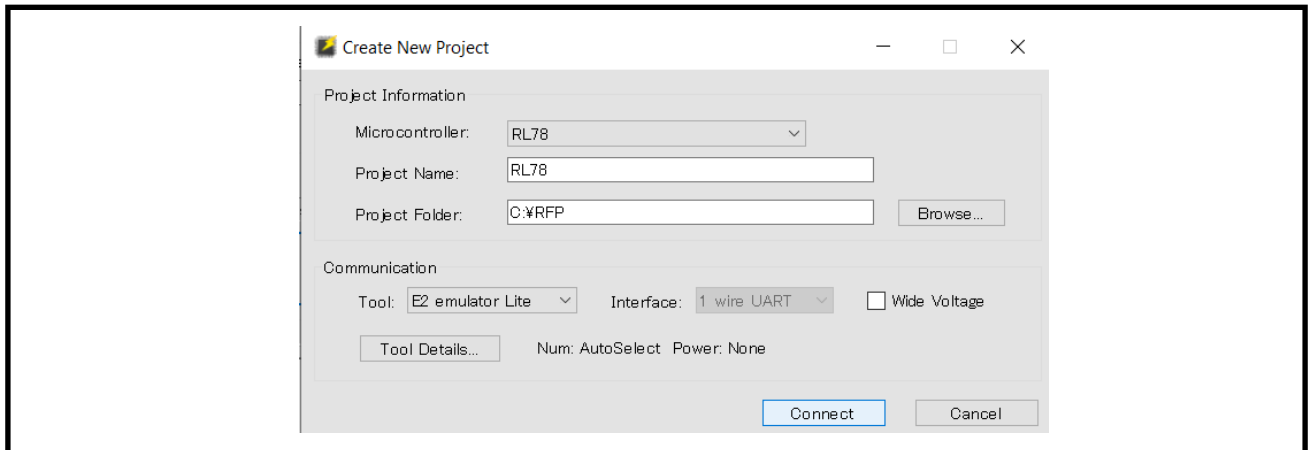 Create New Project
Project Information
Microcontroller: RL78
Project Name: RL78
Project Folder: C:¥RFP Browse...
Communication
Tool: E2 emulator Lite Interface: 1 wire UART Wide Voltage
Tool Details... Num: AutoSelect Power: None
Connect Cancel